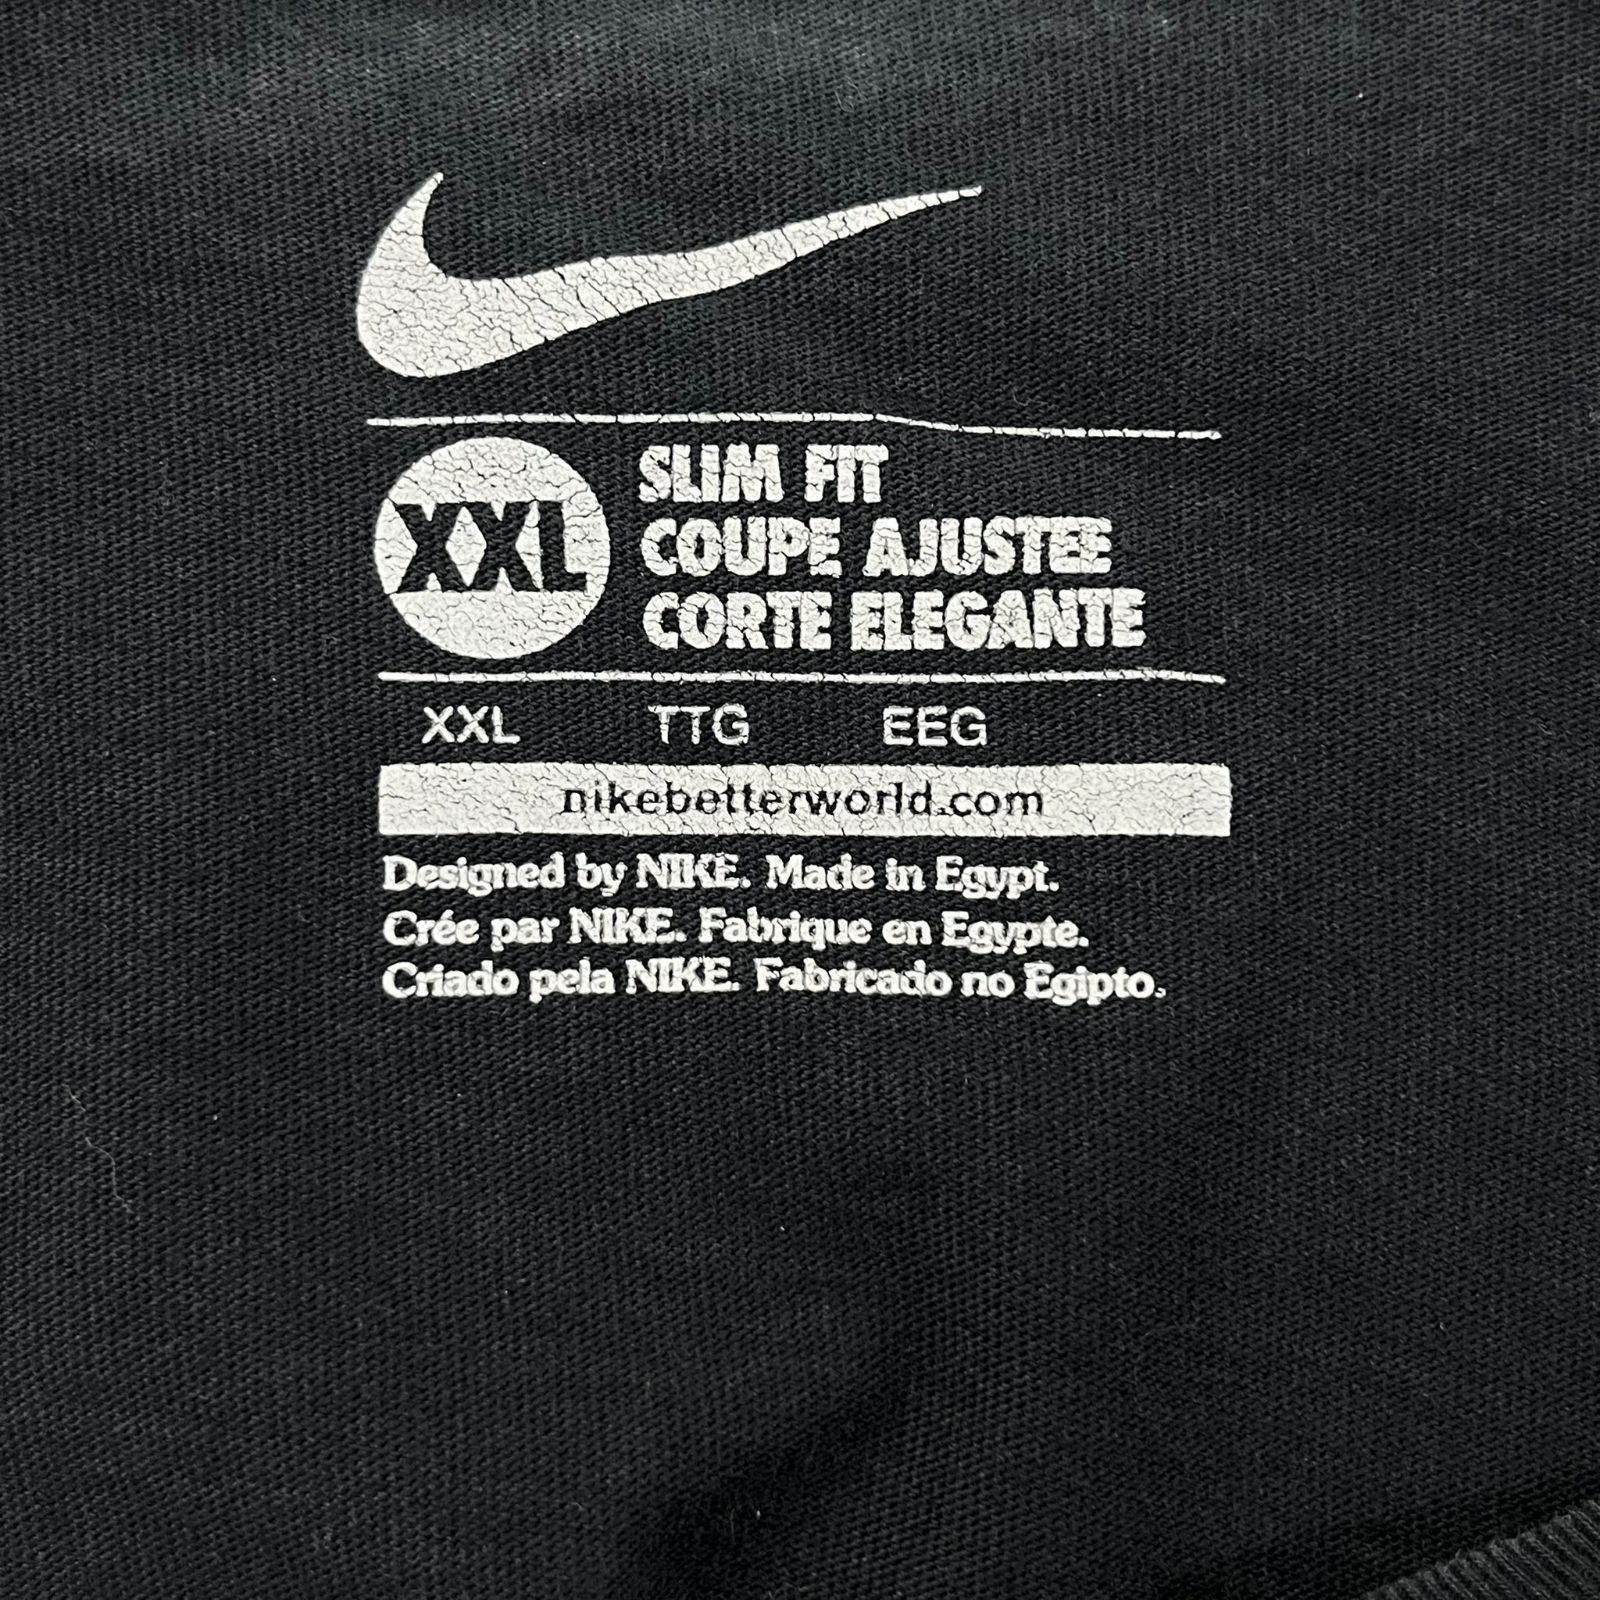 XXL
SLIM FIT
COUPE AJUSTEE
CORTE ELEGANTE
XXL TTG EEG
nikebetterworld.com
Designed by NIKE. Made in Egypt.
Crée par NIKE. Fabrique en Egypte.
Criado pela NIKE. Fabricado no Egipto.